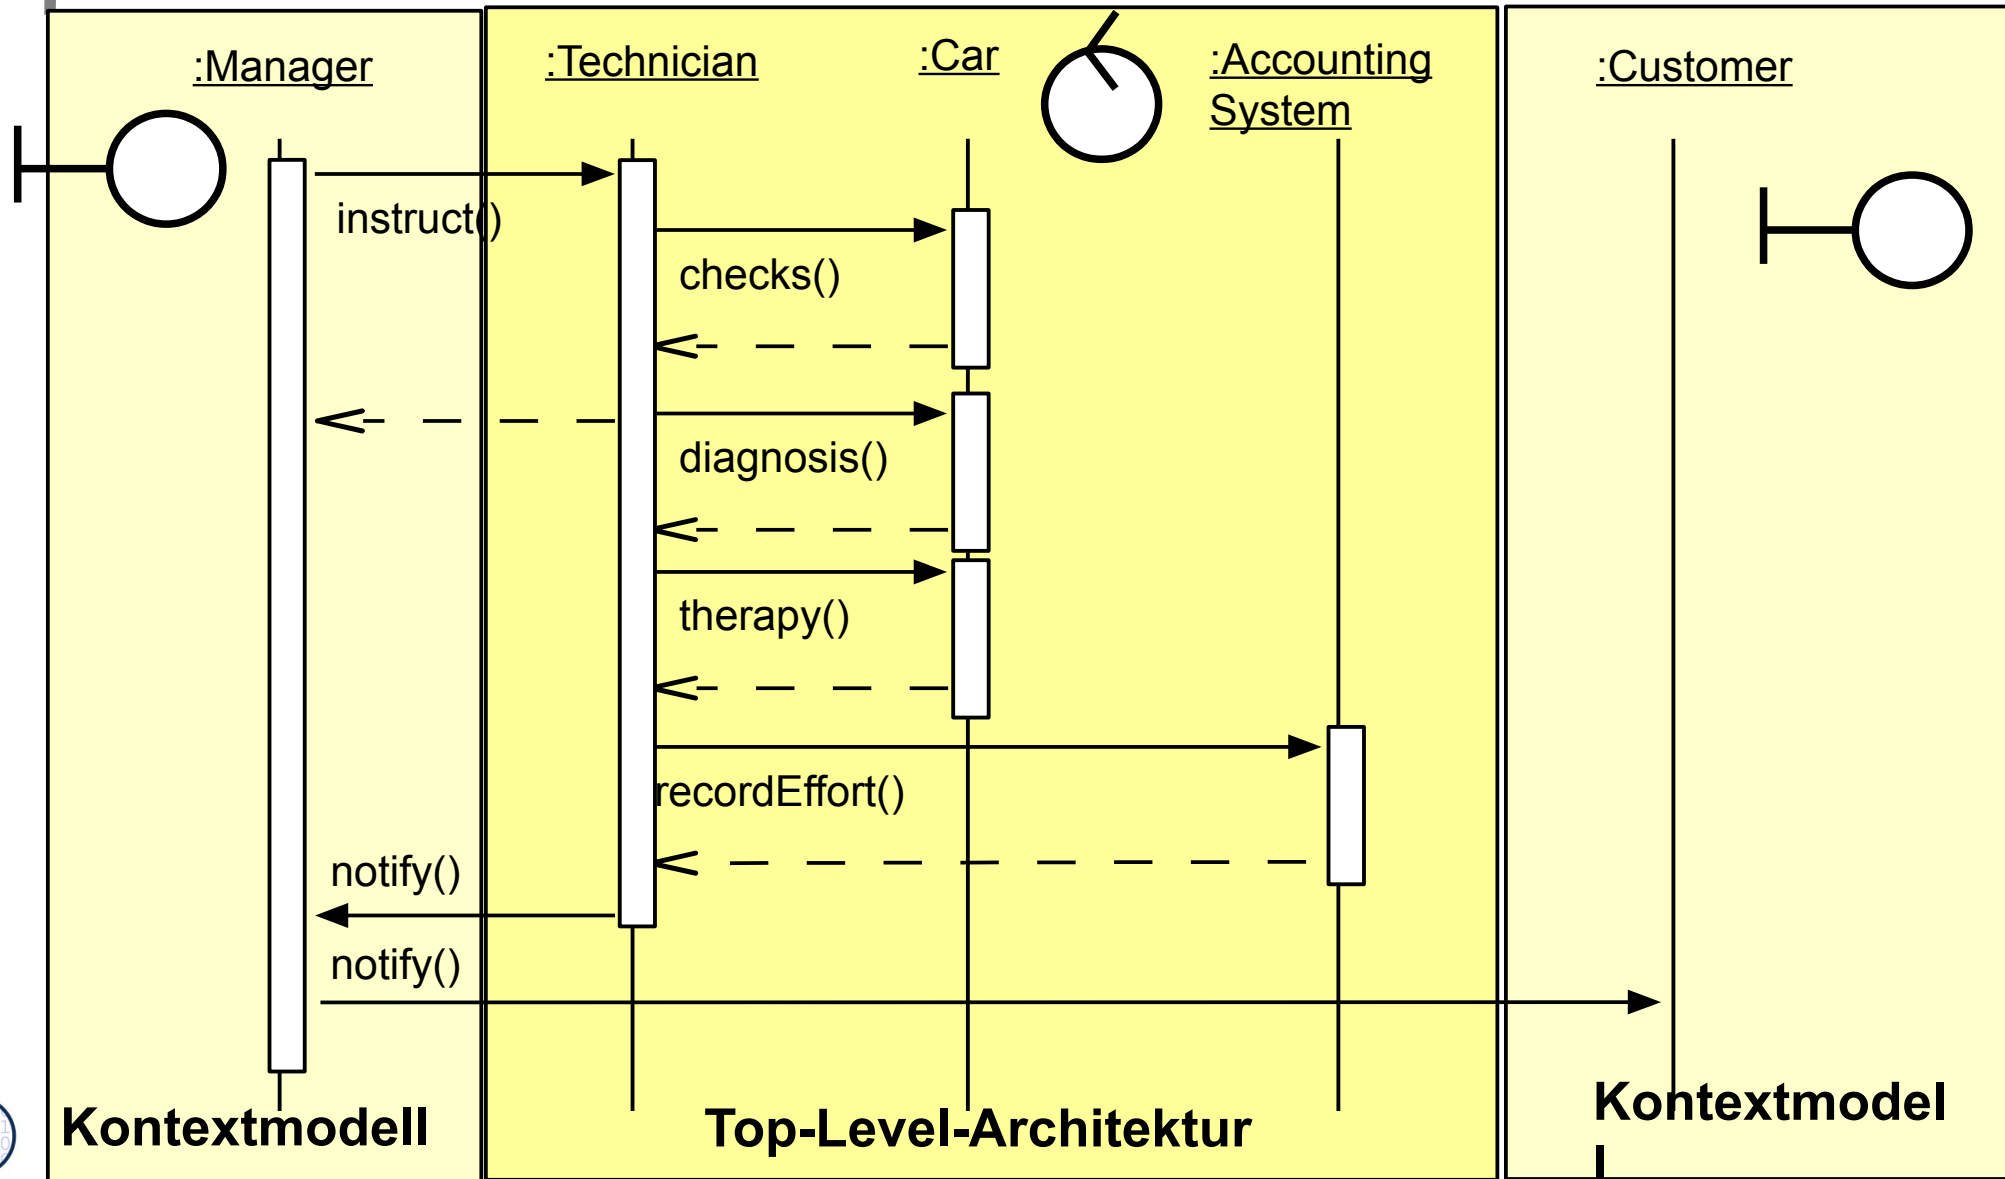 :Manager
:Technician
:Car
:Accounting
System
:Customer
instruct()
checks()
diagnosis()
therapy()
recordEffort()
notify()
notify()
Kontextmodell
Top-Level-Architektur
Kontextmodel
l